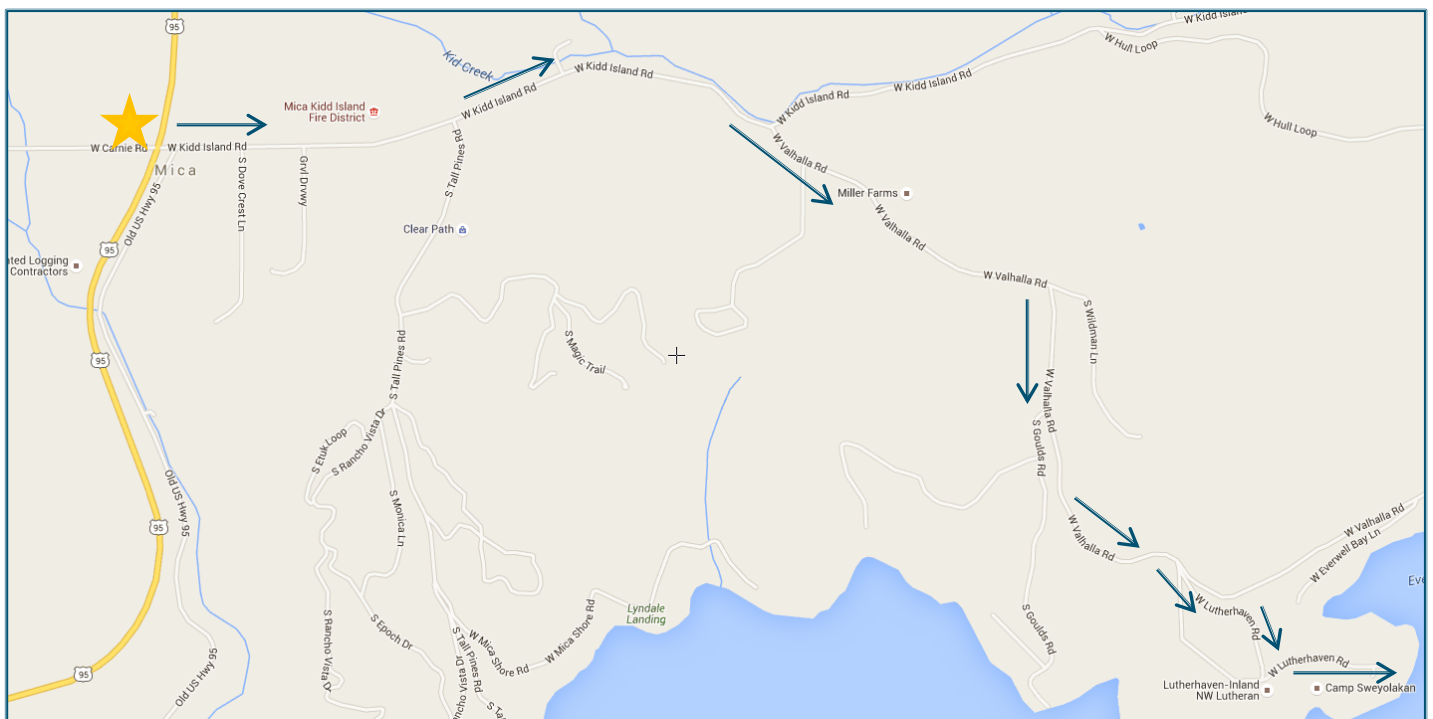 95
W Kidd Island
W Hull Loop
Kid Creek
W Kidd Island Rd
W Kidd Island Rd
W Kidd Island Rd
W Kidd Island Rd
Mica Kidd Island
Fire District
W Hull Loop
W Carnie Rd
W Kidd Island Rd
Mica
W Valhalla Rd
S Tall Pines Rd
Grvl Drvwy
S Dove Crest Ln
Old US Hwy 95
Miller Farms
Clear Path
W Valhalla Rd
95
ated Logging
Contractors
W Valhalla Rd
S Wildman Ln
95
S Tall Pines Rd
S Magic Trail
W Valhalla Rd
S Etuk Loop
S Rancho Vista Dr
S Goulds Rd
Old US Hwy 95
S Monica Ln
95
W Valhalla Rd
W Valhalla Rd
W Everwell Bay Ln
Eve
W Lutherhaven Rd
Lyndale
Landing
S Rancho Vista Dr
S Epoch Dr
W Mica Shore Rd
W Mica Shore Rd
S Tall Pines Rd
S Goulds Rd
Old US Hwy 95
95
ncho Vista Dr
S Ta
W Lutherhaven Rd
Lutherhaven-Inland
NW Lutheran
Camp Sweyolakan